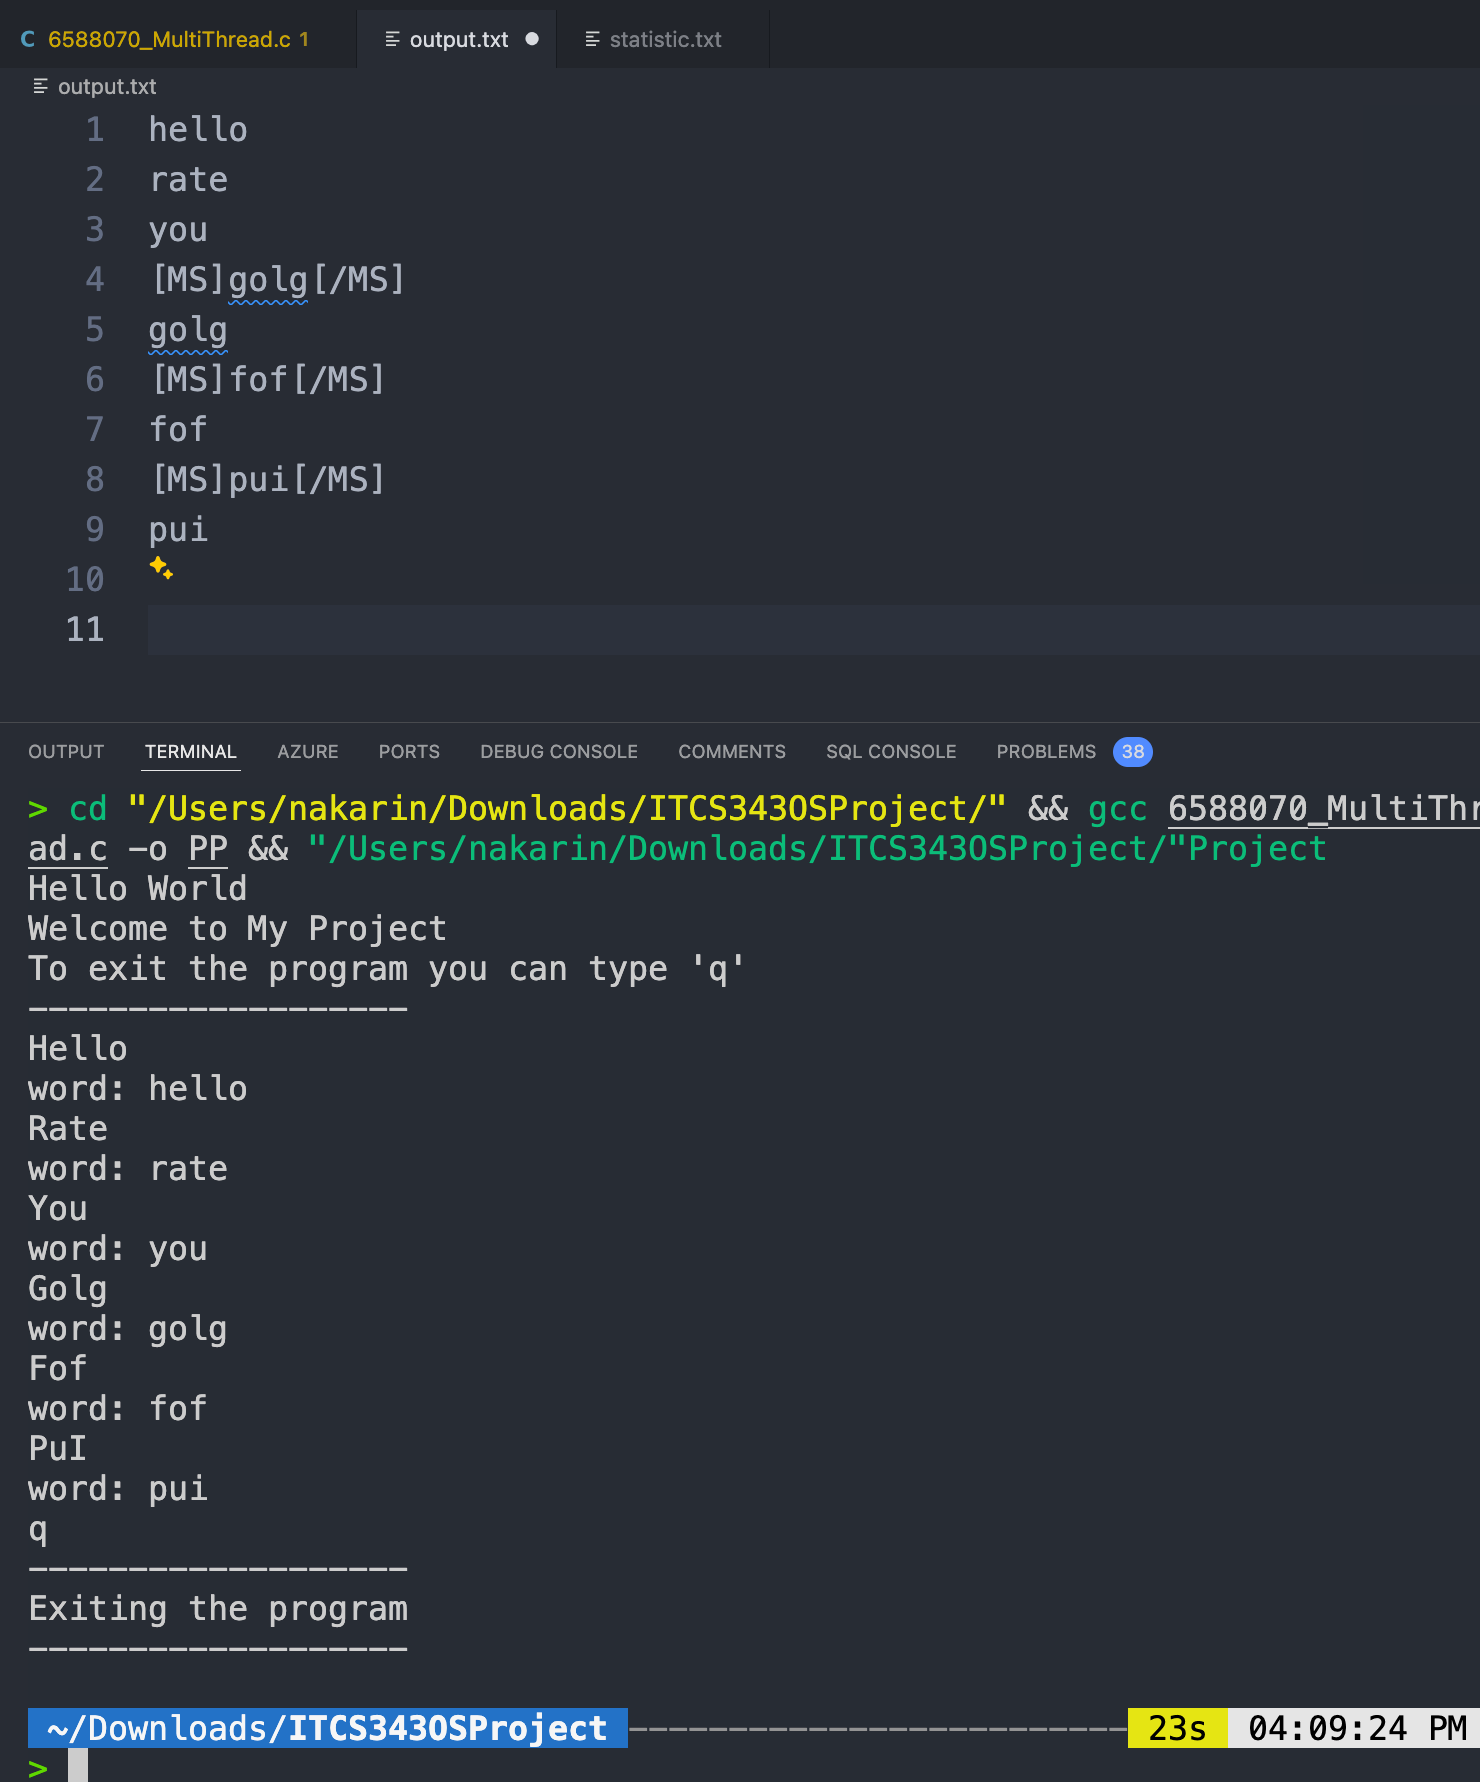 C 6588070_MultiThread.c 1 output.txt statistic.txt
output.txt
1 hello
2 rate
3 you
4 [MS]golg[/MS]
5 golg
6 [MS]fof[/MS]
7 fof
8 [MS]pui[/MS]
9 pui
10
11
OUTPUT TERMINAL AZURE PORTS DEBUG CONSOLE COMMENTS SQL CONSOLE PROBLEMS 38
> cd "/Users/nakarin/Downloads/ITCS343OSProject/" && gcc 6588070_MultiThr
ad.c -o PP && "/Users/nakarin/Downloads/ITCS343OSProject/"Project
Hello World
Welcome to My Project
To exit the program you can type 'q'
-------------------
Hello
word: hello
Rate
word: rate
You
word: you
Golg
word: golg
Fof
word: fof
PuI
word: pui
q
-------------------
Exiting the program
-------------------
~/Downloads/ITCS343OSProject------------------------- 23s 04:09:24 PM
>